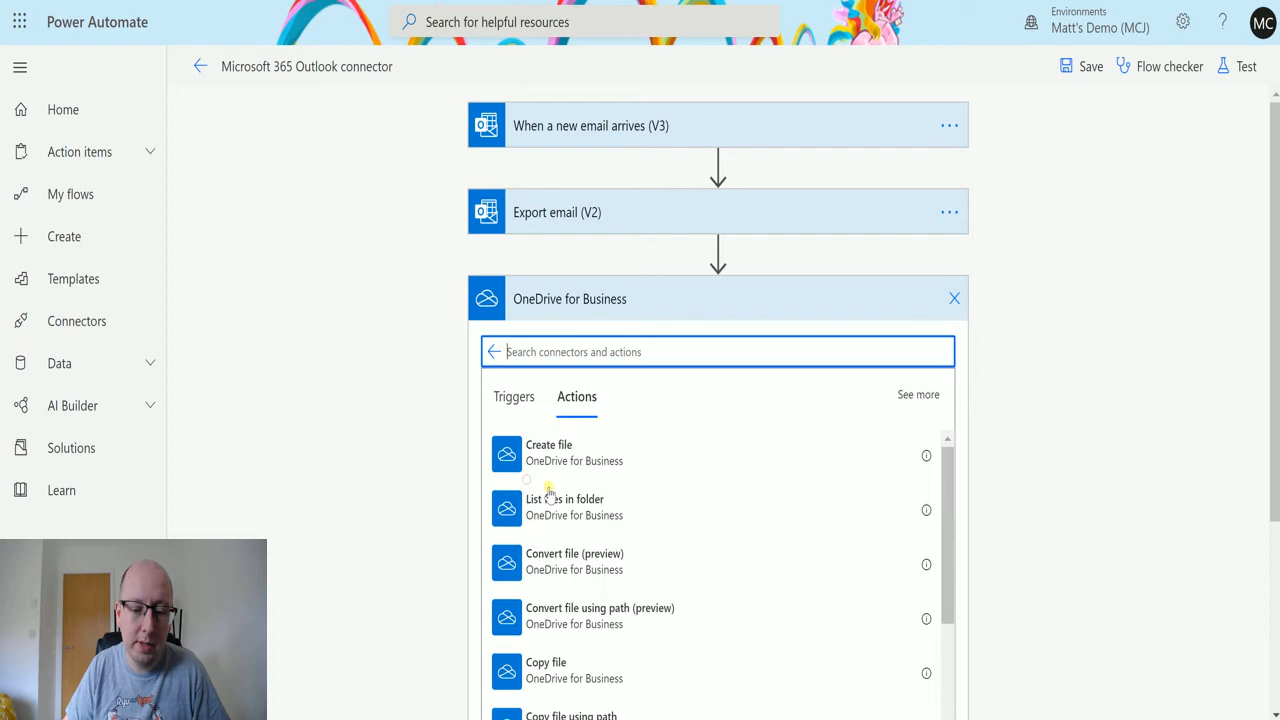 Power Automate
Search for helpful resources
Environments
Matt's Demo (MCJ)
MC
Microsoft 365 Outlook connector
Save
Flow checker
Test
Home
Action items
My flows
Create
Templates
Connectors
Data
AI Builder
Solutions
Learn
When a new email arrives (V3)
Export email (V2)
OneDrive for Business
Search connectors and actions
Triggers
Actions
See more
Create file
OneDrive for Business
List files in folder
OneDrive for Business
Convert file (preview)
OneDrive for Business
Convert file using path (preview)
OneDrive for Business
Copy file
OneDrive for Business
Copy file using path